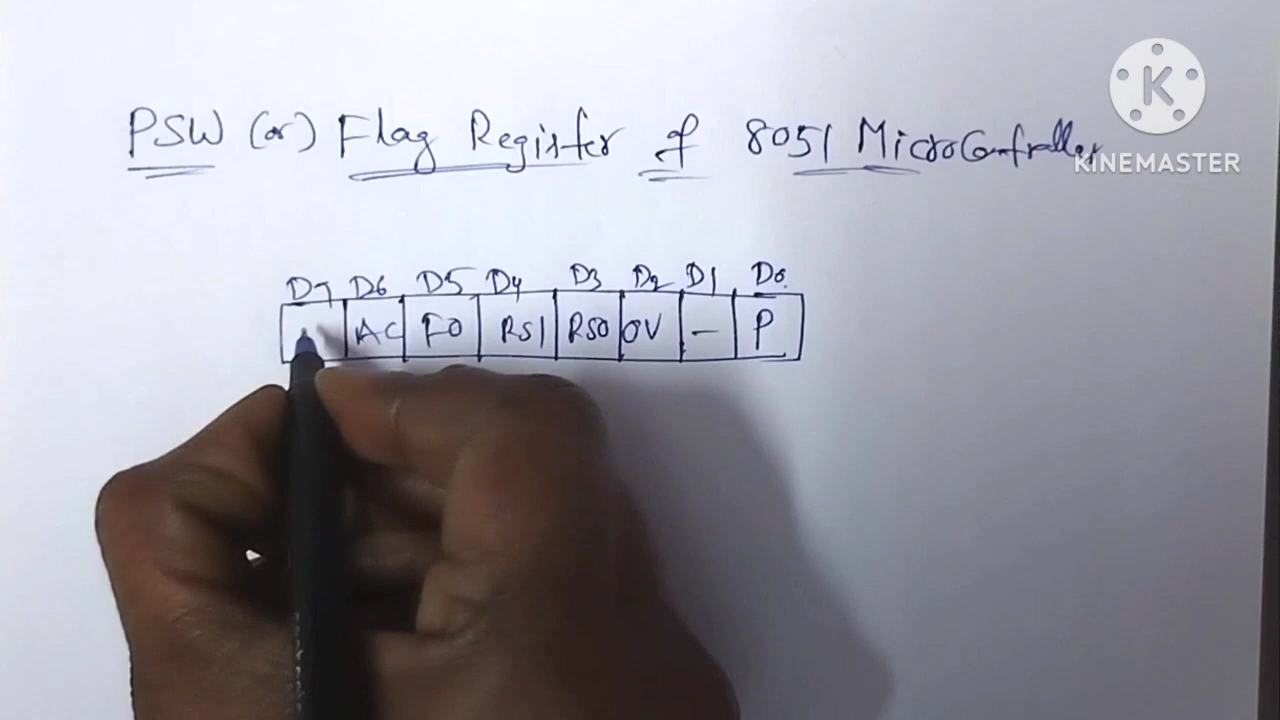 PSW (or) Flag Register of 8051 MicroController
K
KINEMASTER
D7 D6 D5 D4 D3 D2 D1 D0
AC F0 RS1 RS0 OV – P